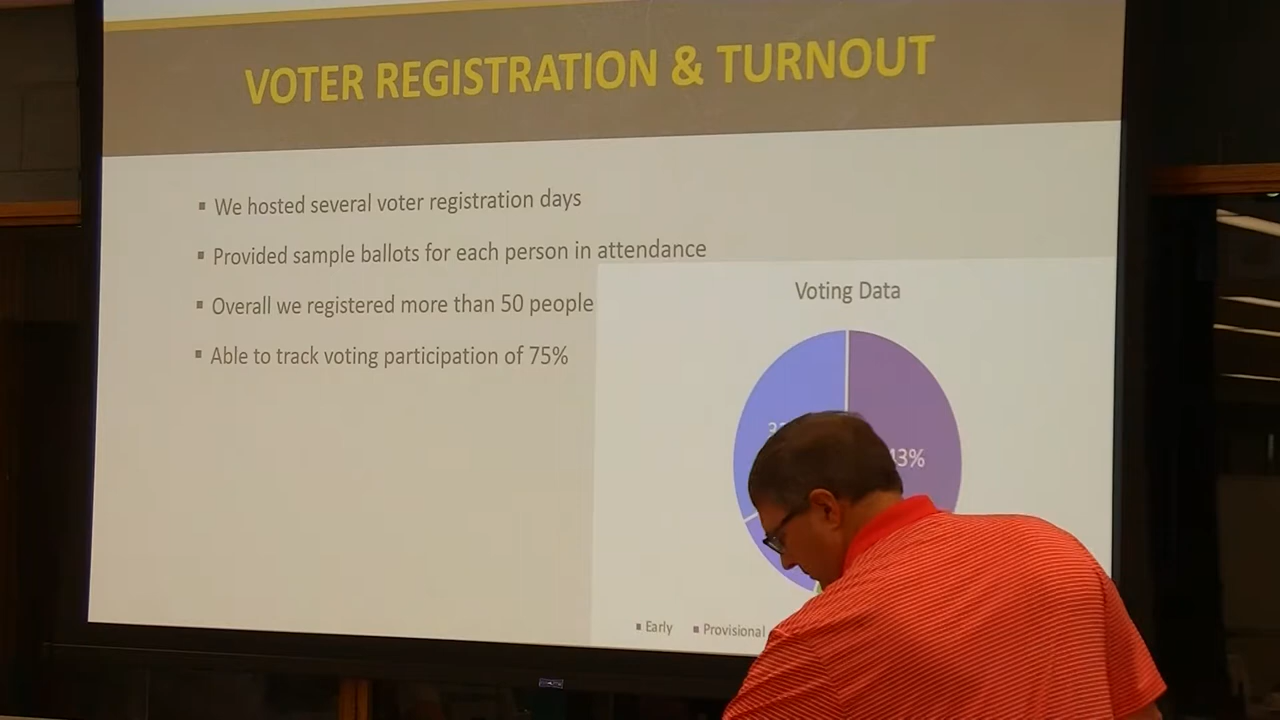 VOTER REGISTRATION & TURNOUT
▪ We hosted several voter registration days
▪ Provided sample ballots for each person in attendance
▪ Overall we registered more than 50 people
▪ Able to track voting participation of 75%
Voting Data
43%
▪ Early ▪ Provisional